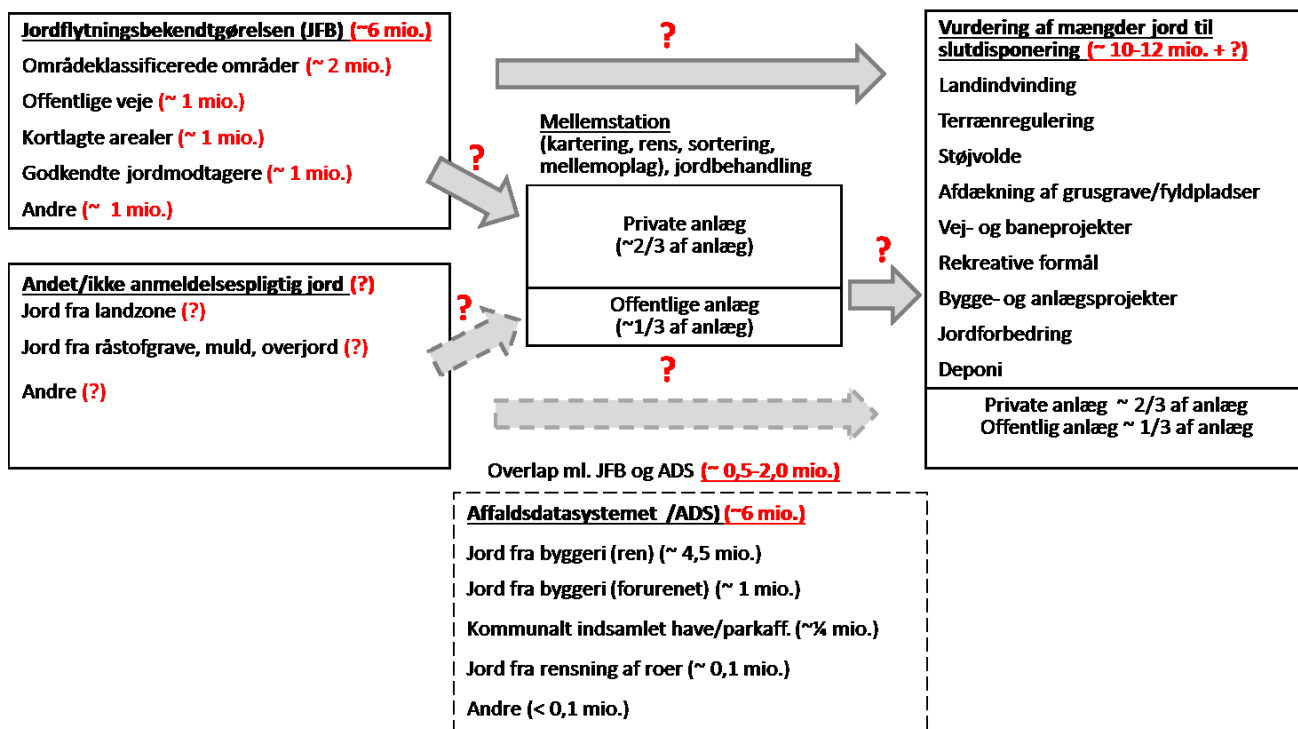 Jordflytningsbekendtgørelsen (JFB) (~6 mio.)
Områdeklassificerede områder (~ 2 mio.)
Offentlige veje (~ 1 mio.)
Kortlagte arealer (~ 1 mio.)
Godkendte jordmodtagere (~ 1 mio.)
Andre (~ 1 mio.)
?
?
Andet/ikke anmeldelsespligtig jord (?)
Jord fra landzone (?)
Jord fra råstofgrave, muld, overjord (?)
Andre (?)
?
Mellemstation
(kartering, rens, sortering,
mellemoplag), jordbehandling
Private anlæg
(~2/3 af anlæg)
Offentlige anlæg
(~1/3 af anlæg)
?
?
Vurdering af mængder jord til
slutdisponering (~ 10-12 mio. + ?)
Landindvinding
Terrænregulering
Støjvolde
Afdækning af grusgrave/fyldpladser
Vej- og baneprojekter
Rekreative formål
Bygge- og anlægsprojekter
Jordforbedring
Deponi
Private anlæg ~ 2/3 af anlæg
Offentlig anlæg ~ 1/3 af anlæg
Overlap ml. JFB og ADS (~ 0,5-2,0 mio.)
Affaldsdatasystemet /ADS) (~6 mio.)
Jord fra byggeri (ren) (~ 4,5 mio.)
Jord fra byggeri (forurenet) (~ 1 mio.)
Kommunalt indsamlet have/parkaff. (~¼ mio.)
Jord fra rensning af roer (~ 0,1 mio.)
Andre (< 0,1 mio.)